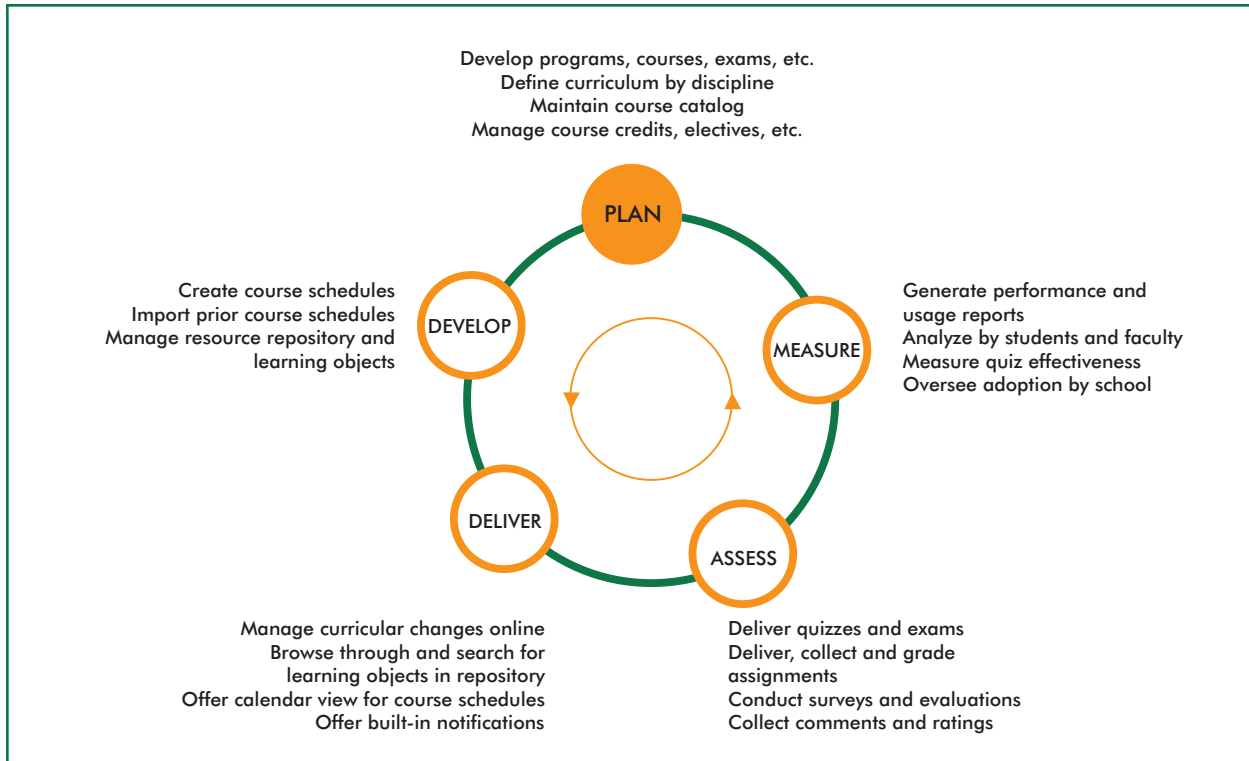 Develop programs, courses, exams, etc.
Define curriculum by discipline
Maintain course catalog
Manage course credits, electives, etc.
PLAN
Create course schedules
Import prior course schedules
Manage resource repository and
learning objects
DEVELOP
MEASURE
Generate performance and
usage reports
Analyze by students and faculty
Measure quiz effectiveness
Oversee adoption by school
DELIVER
ASSESS
Manage curricular changes online
Browse through and search for
learning objects in repository
Offer calendar view for course schedules
Offer built-in notifications
Deliver quizzes and exams
Deliver, collect and grade
assignments
Conduct surveys and evaluations
Collect comments and ratings